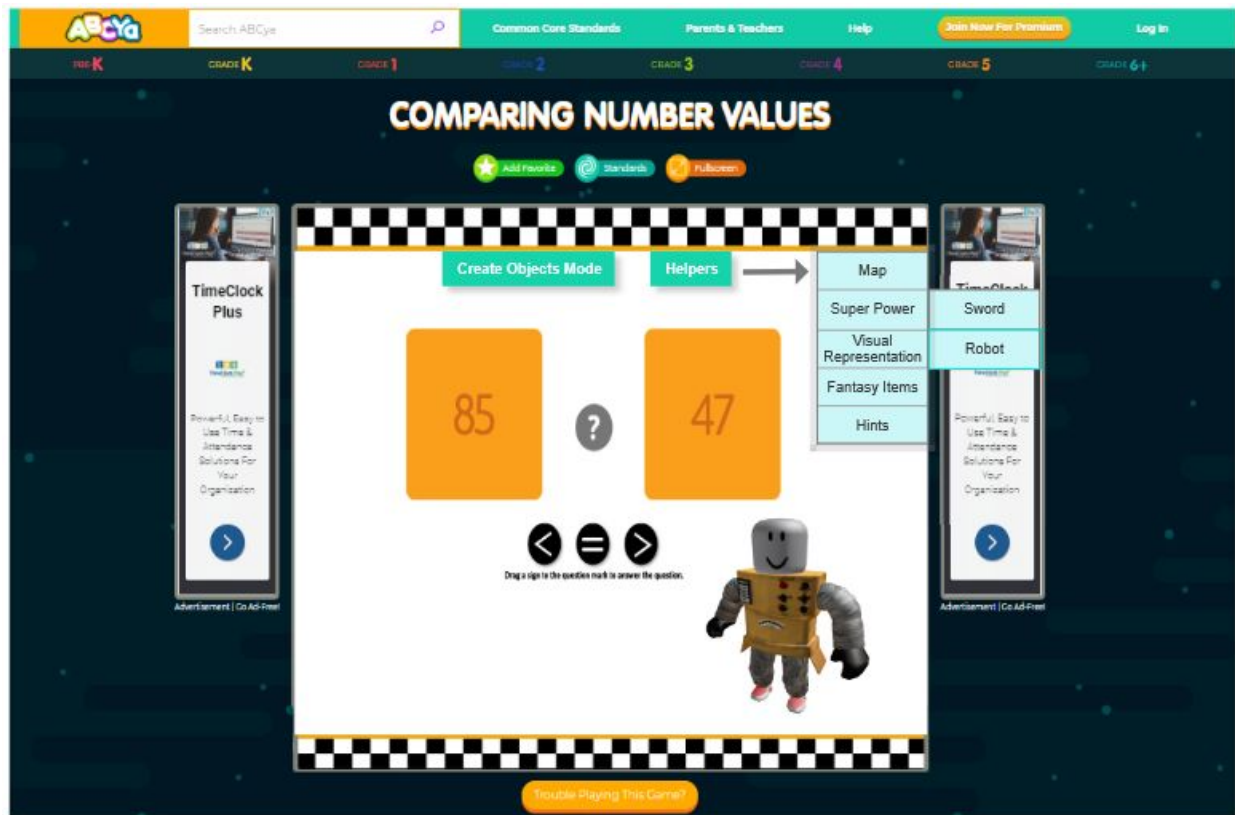 ABCYa
Search ABCya
Common Core Standards
Parents & Teachers
Help
Join Now For Premium
Log In
PRE-K
GRADE K
GRADE 1
GRADE 2
GRADE 3
GRADE 4
GRADE 5
GRADE 6+
COMPARING NUMBER VALUES
Add Favorite
Standards
Fullscreen
Create Objects Mode
Helpers
Map
Super Power
Sword
Visual
Representation
Robot
Fantasy Items
Hints
TimeClock
Plus
Powerful, Easy to
Use Time &
Attendance
Solutions For
Your
Organization
Advertisement | Go Ad-Free!
85
?
47
<
=
>
Drag a sign to the question mark to answer the question.
TimeClock
Powerful, Easy to
Use Time &
Attendance
Solutions For
Your
Organization
Advertisement | Go Ad-Free!
Trouble Playing This Game?